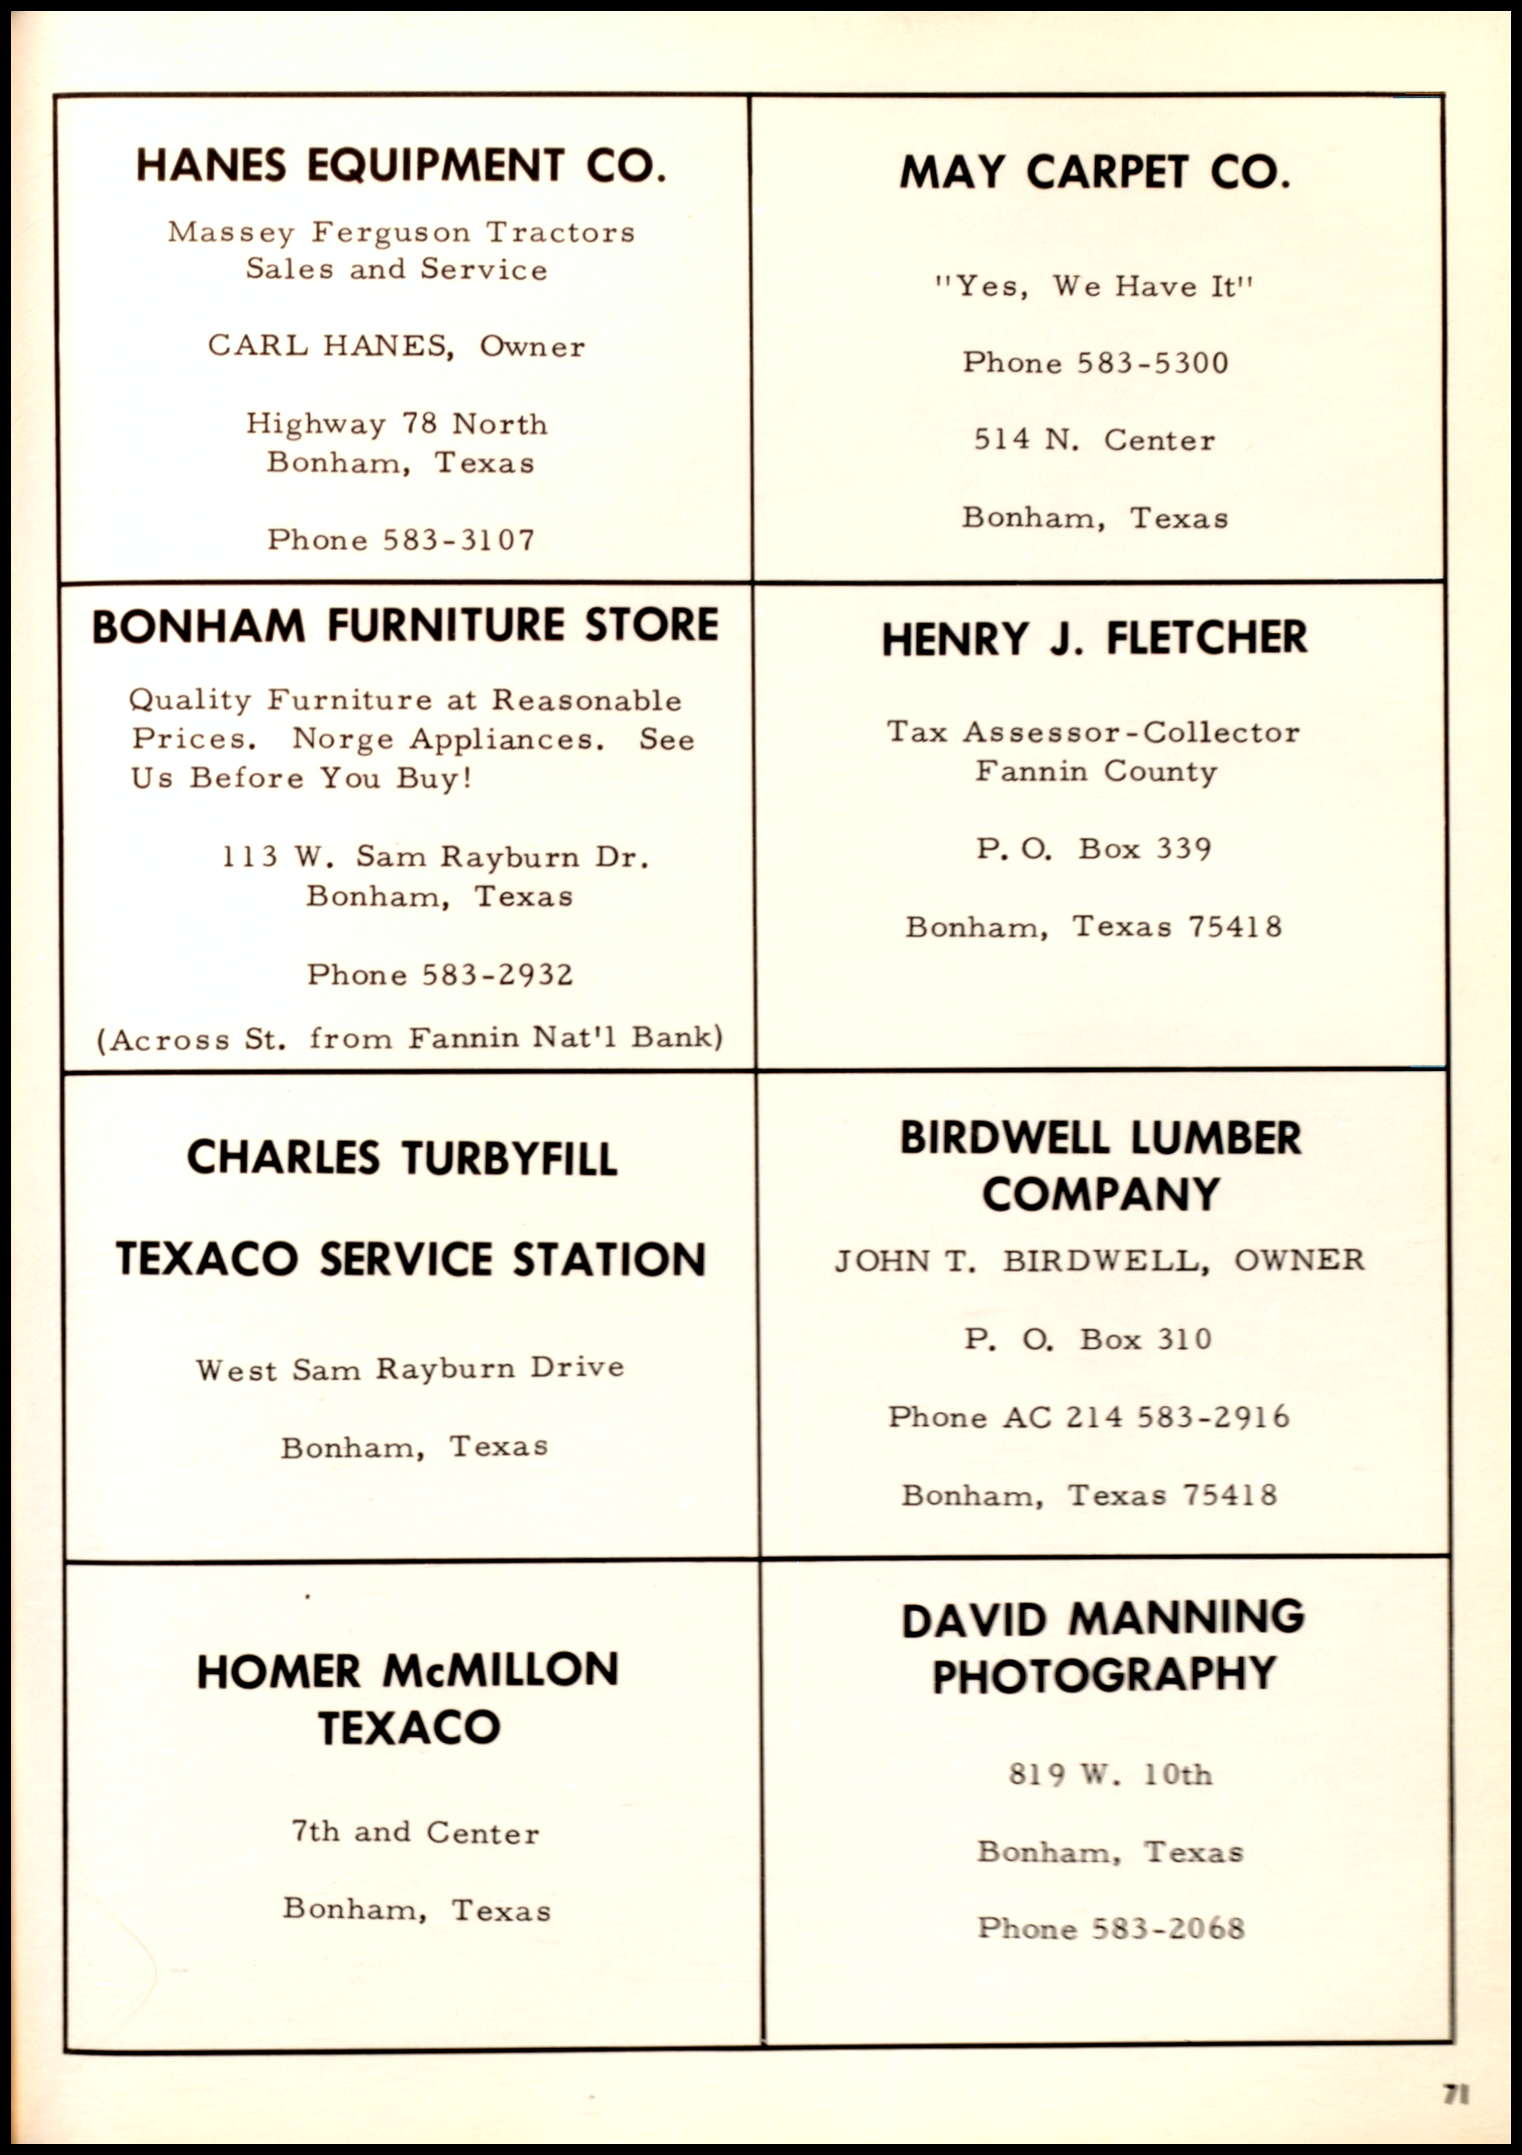 HANES EQUIPMENT CO.
Massey Ferguson Tractors
Sales and Service
CARL HANES, Owner
Highway 78 North
Bonham, Texas
Phone 583-3107
MAY CARPET CO.
"Yes, We Have It"
Phone 583-5300
514 N. Center
Bonham, Texas
BONHAM FURNITURE STORE
Quality Furniture at Reasonable
Prices. Norge Appliances. See
Us Before You Buy!
113 W. Sam Rayburn Dr.
Bonham, Texas
Phone 583-2932
(Across St. from Fannin Nat'l Bank)
HENRY J. FLETCHER
Tax Assessor-Collector
Fannin County
P. O. Box 339
Bonham, Texas 75418
CHARLES TURBYFILL
TEXACO SERVICE STATION
West Sam Rayburn Drive
Bonham, Texas
BIRDWELL LUMBER
COMPANY
JOHN T. BIRDWELL, OWNER
P. O. Box 310
Phone AC 214 583-2916
Bonham, Texas 75418
HOMER McMILLON
TEXACO
7th and Center
Bonham, Texas
DAVID MANNING
PHOTOGRAPHY
819 W. 10th
Bonham, Texas
Phone 583-2068
71